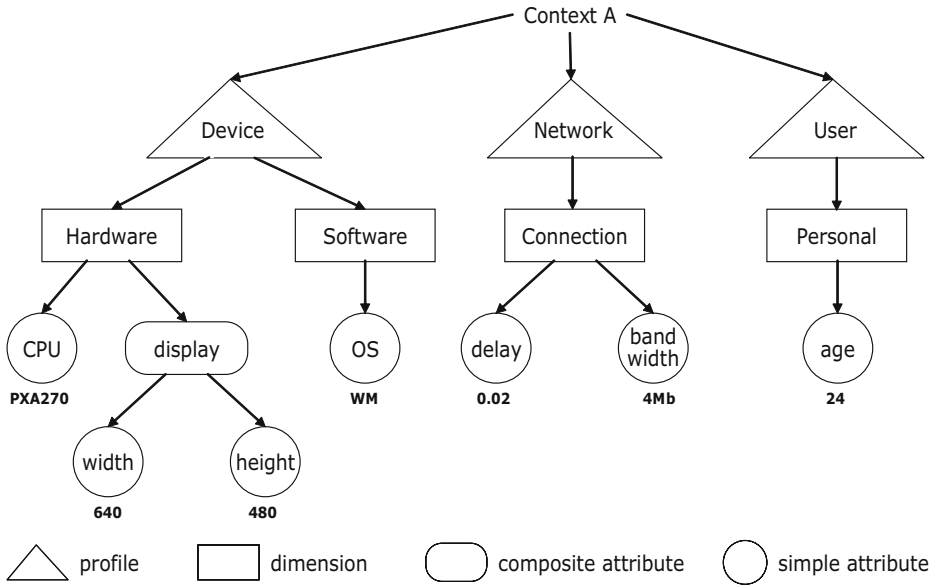 Context A
Device
Network
User
Hardware
Software
Connection
Personal
CPU
display
OS
delay
band
width
age
PXA270
WM
0.02
4Mb
24
width
height
640
480
profile
dimension
composite attribute
simple attribute